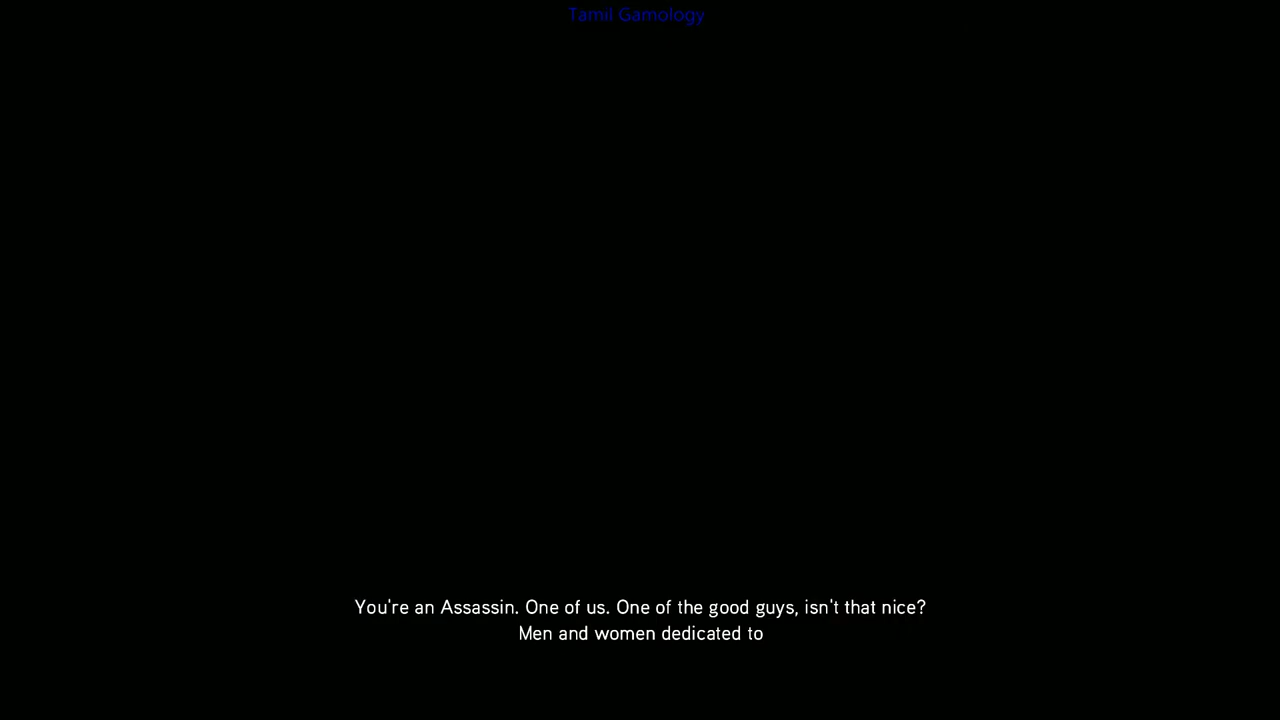 Tamil Gamology
You're an Assassin. One of us. One of the good guys, isn't that nice?
Men and women dedicated to